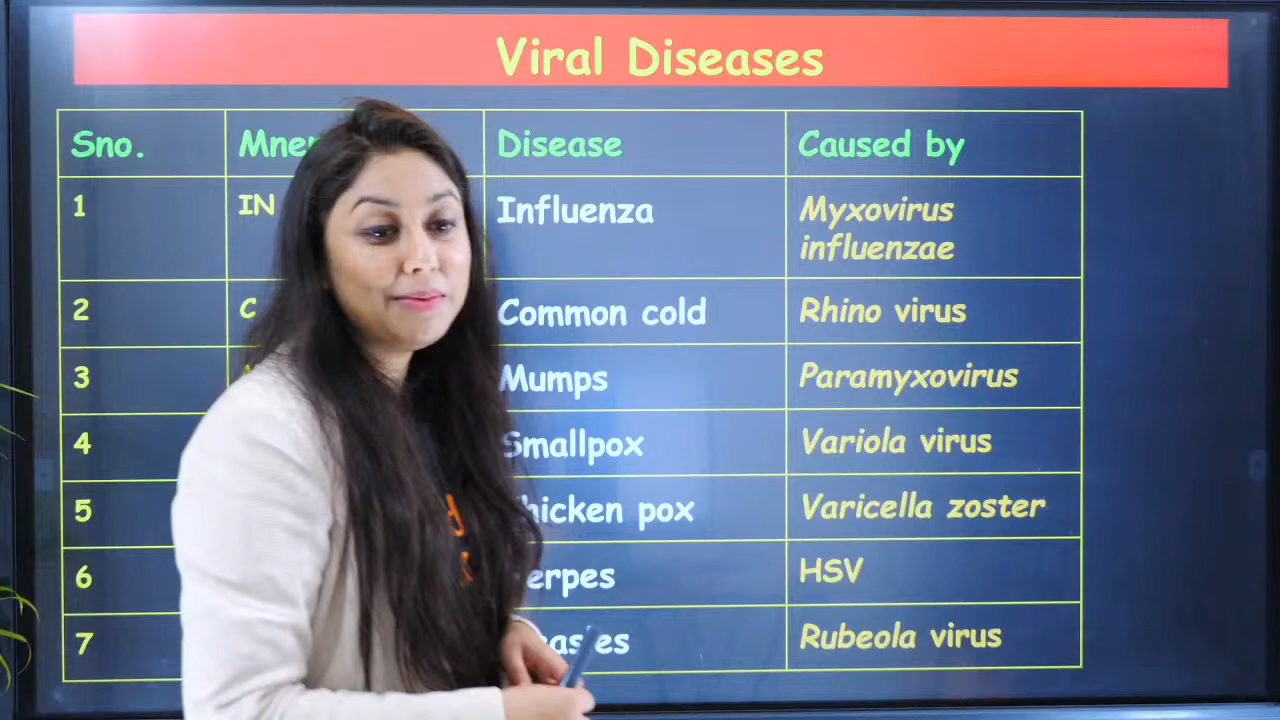 Viral Diseases
Sno. Disease Caused by
1 IN Influenza Myxovirus
influenzae
2 C Common cold Rhino virus
3 Mumps Paramyxovirus
4 Smallpox Variola virus
5 pox Varicella zoster
6 HSV
7 Rubeola virus